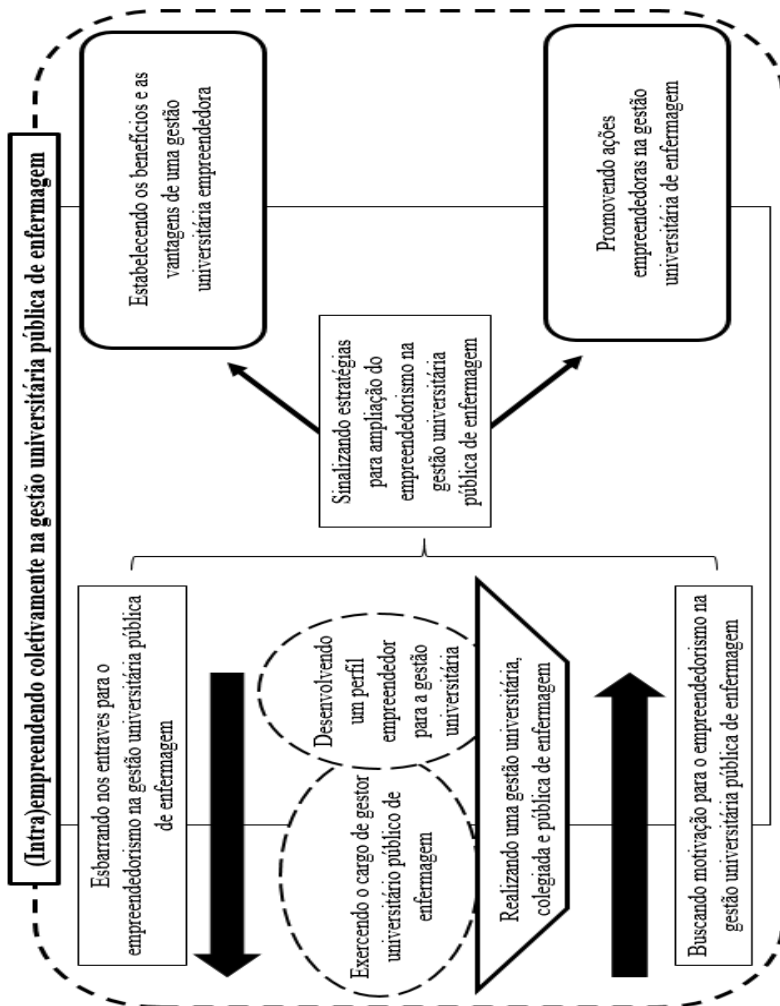 (Intra)empreendendo coletivamente na gestão universitária pública de enfermagem
Esbarrando nos entraves para o
empreendedorismo na gestão universitária pública
de enfermagem
Exercendo o cargo de gestor
universitário público de
enfermagem
Desenvolvendo
um perfil
empreendedor
para a gestão
universitária
Realizando uma gestão universitária,
colegiada e pública de enfermagem
Buscando motivação para o empreendedorismo na
gestão universitária pública de enfermagem
Sinalizando estratégias
para ampliação do
empreendedorismo na
gestão universitária
pública de enfermagem
Estabelecendo os benefícios e as
vantagens de uma gestão
universitária empreendedora
Promovendo ações
empreendedoras na gestão
universitária de enfermagem